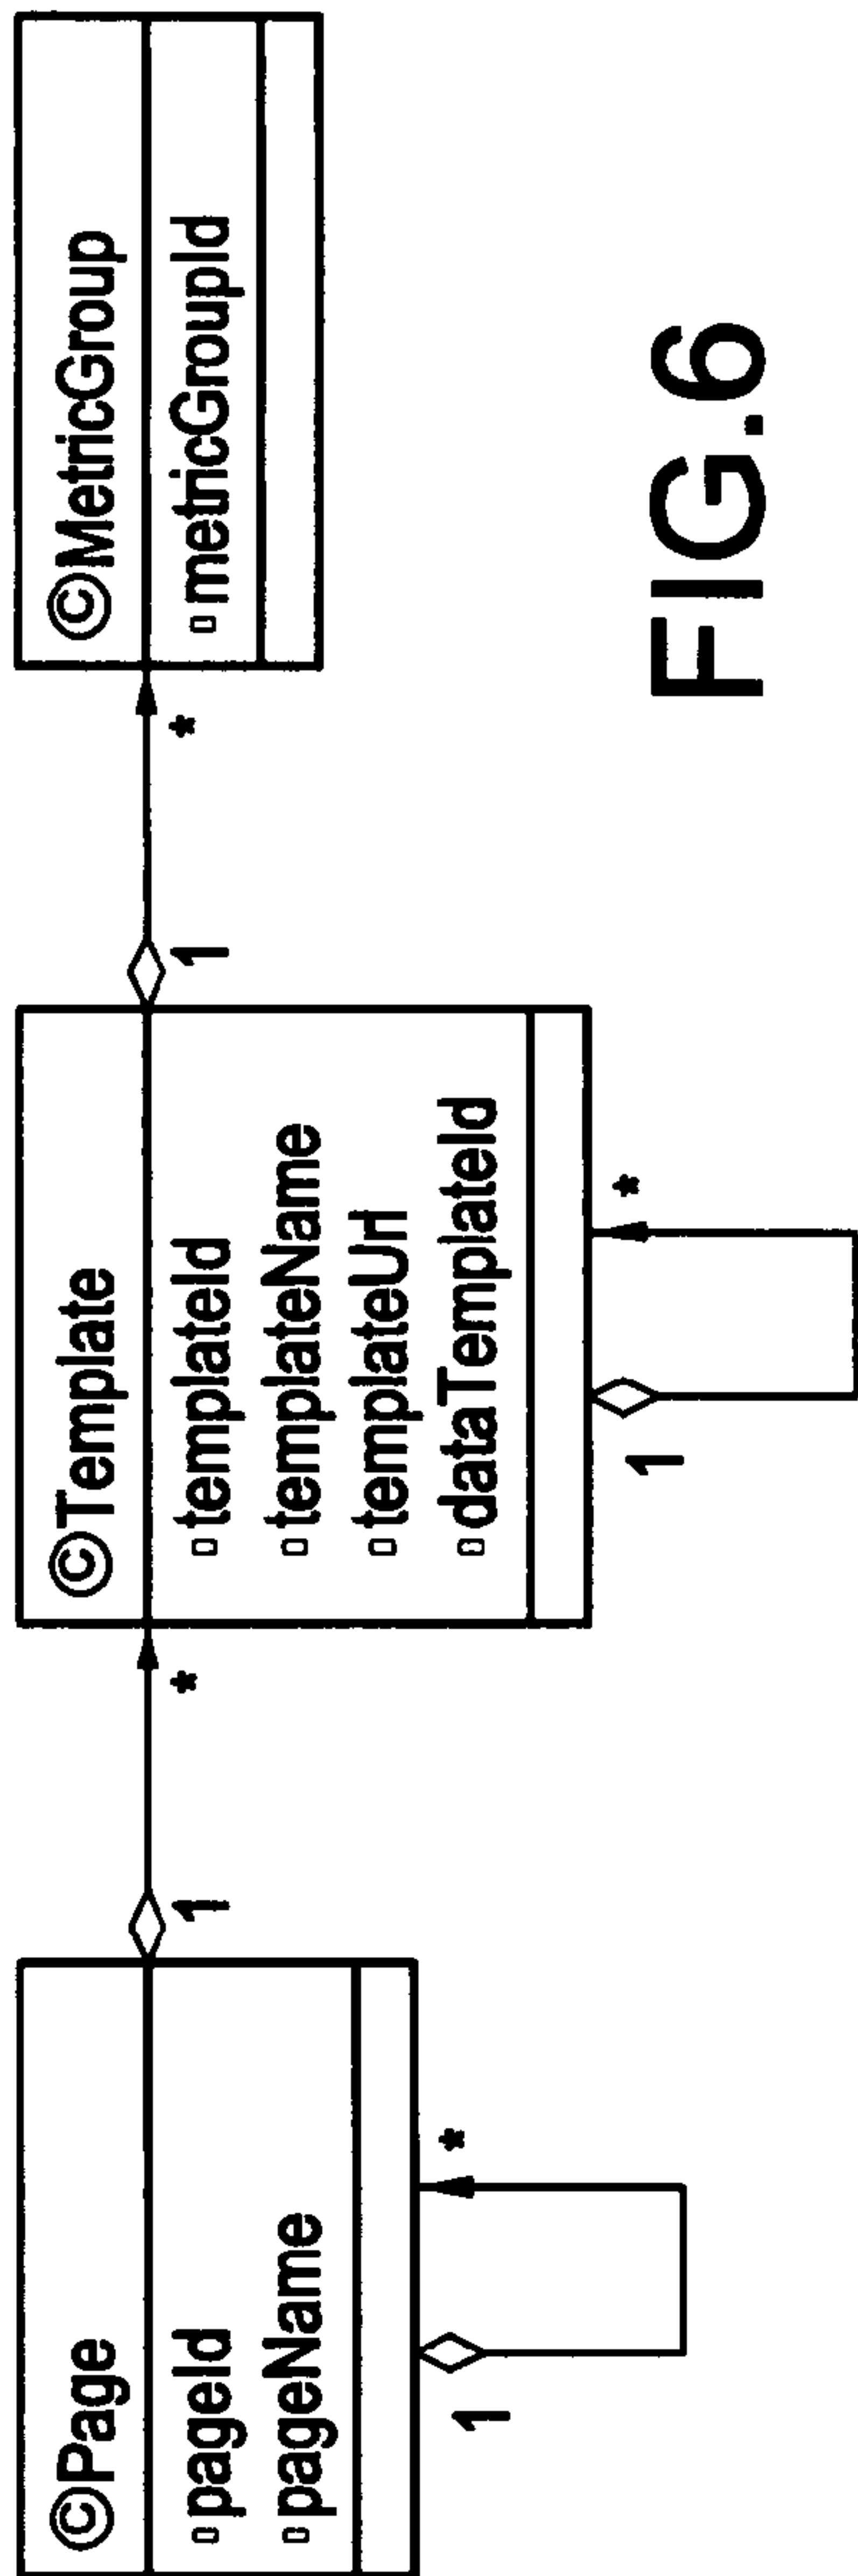 ©Page
▫pageId
▫pageName
1
*
1
*
©Template
▫templateId
▫templateName
▫templateUrl
▫dataTemplateId
1
*
1
*
©MetricGroup
▫metricGroupId
FIG.6